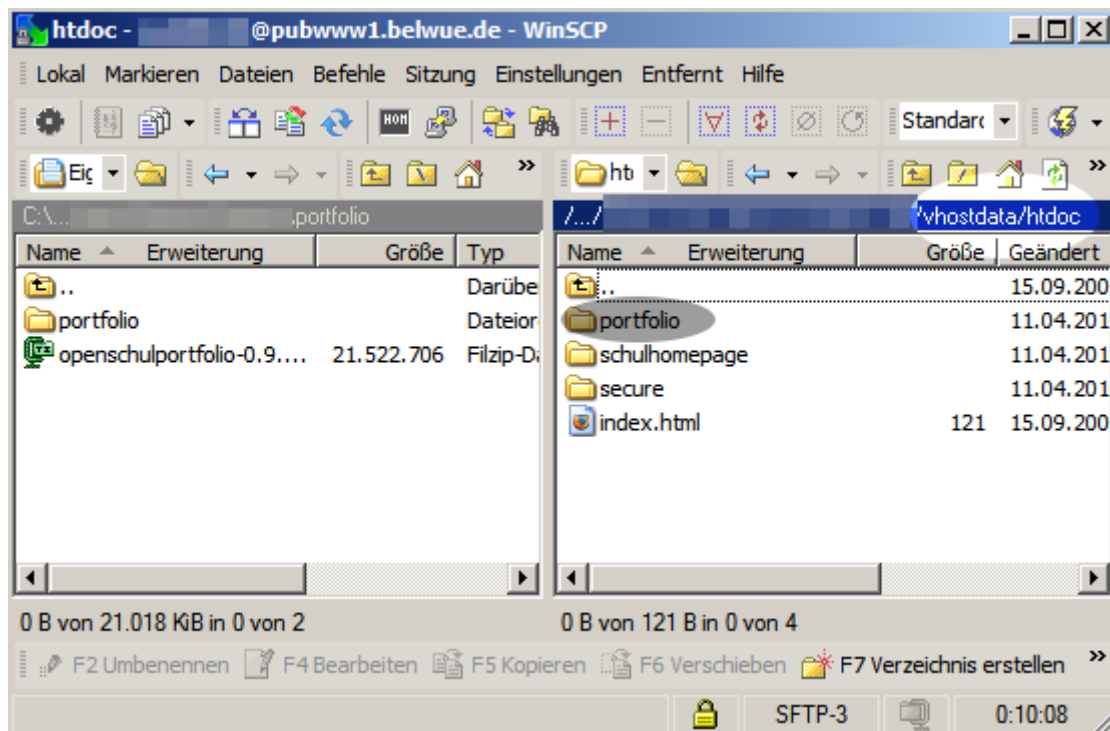 htdoc - @pubwww1.belwue.de - WinSCP
Lokal Markieren Dateien Befehle Sitzung Einstellungen Entfernt Hilfe
Standard
Eig
htb
C:\... .portfolio
/.../ /vhostdata/htdoc
Name Erweiterung Größe Typ
Name Erweiterung Größe Geändert
.. Darübe
.. 15.09.200
portfolio Dateior
portfolio 11.04.201
openschulportfolio-0.9.... 21.522.706 Filzip-Da
schulhomepage 11.04.201
secure 11.04.201
index.html 121 15.09.200
0 B von 21.018 KiB in 0 von 2
0 B von 121 B in 0 von 4
F2 Umbenennen F4 Bearbeiten F5 Kopieren F6 Verschieben F7 Verzeichnis erstellen »
SFTP-3 0:10:08